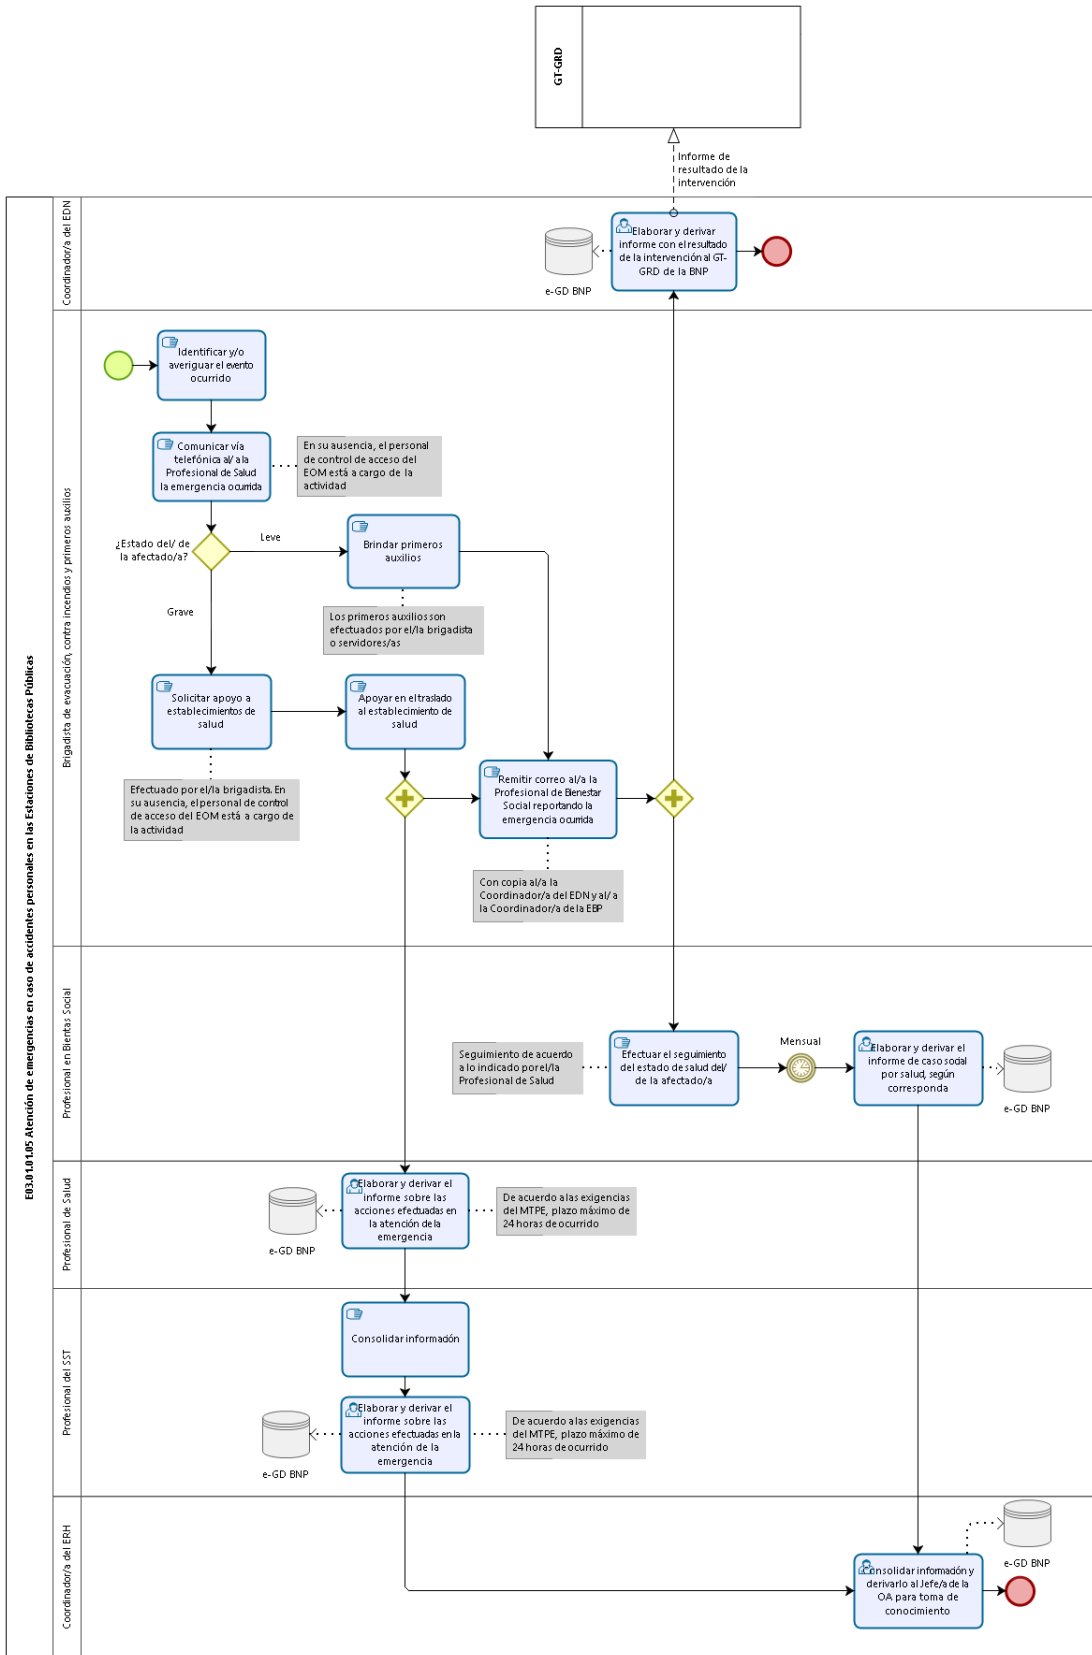 GT-GRD
Informe de
resultado de la
intervención
E03.01.01.05 Atención de emergencias en caso de accidentes personales en las Estaciones de Bibliotecas Públicas
Coordinador/a del EDN
Elaborar y derivar
informe con el resultado
de la intervención al GT-
GRD de la BNP
e-GD BNP
Brigadista de evacuación, contra incendios y primeros auxilios
Identificar y/o
averiguar el evento
ocurrido
Comunicar vía
telefónica al/ a la
Profesional de Salud
la emergencia ocurrida
En su ausencia, el personal
de control de acceso del
EOM está a cargo de la
actividad
¿Estado del/ de
la afectado/a?
Leve
Brindar primeros
auxilios
Los primeros auxilios son
efectuados por el/la brigadista
o servidores/as
Grave
Solicitar apoyo a
establecimientos de
salud
Apoyar en el traslado
al establecimiento de
salud
Efectuado por el/la brigadista. En
su ausencia, el personal de control
de acceso del EOM está a cargo de
la actividad
Remitir correo al/a la
Profesional de Bienestar
Social reportando la
emergencia ocurrida
Con copia al/a la
Coordinador/a del EDN y al/ a
la Coordinador/a de la EBP
Profesional en Bientas Social
Seguimiento de acuerdo
a lo indicado por el/la
Profesional de Salud
Efectuar el seguimiento
del estado de salud del/
de la afectado/a
Mensual
Elaborar y derivar el
informe de caso social
por salud, según
corresponda
e-GD BNP
Profesional de Salud
Elaborar y derivar el
informe sobre las
acciones efectuadas en
la atención de la
emergencia
e-GD BNP
De acuerdo a las exigencias
del MTPE, plazo máximo de
24 horas de ocurrido
Profesional del SST
Consolidar información
Elaborar y derivar el
informe sobre las
acciones efectuadas en la
atención de la
emergencia
e-GD BNP
De acuerdo a las exigencias
del MTPE, plazo máximo de
24 horas de ocurrido
Coordinador/a del ERH
Consolidar información y
derivarlo al Jefe/a de la
OA para toma de
conocimiento
e-GD BNP